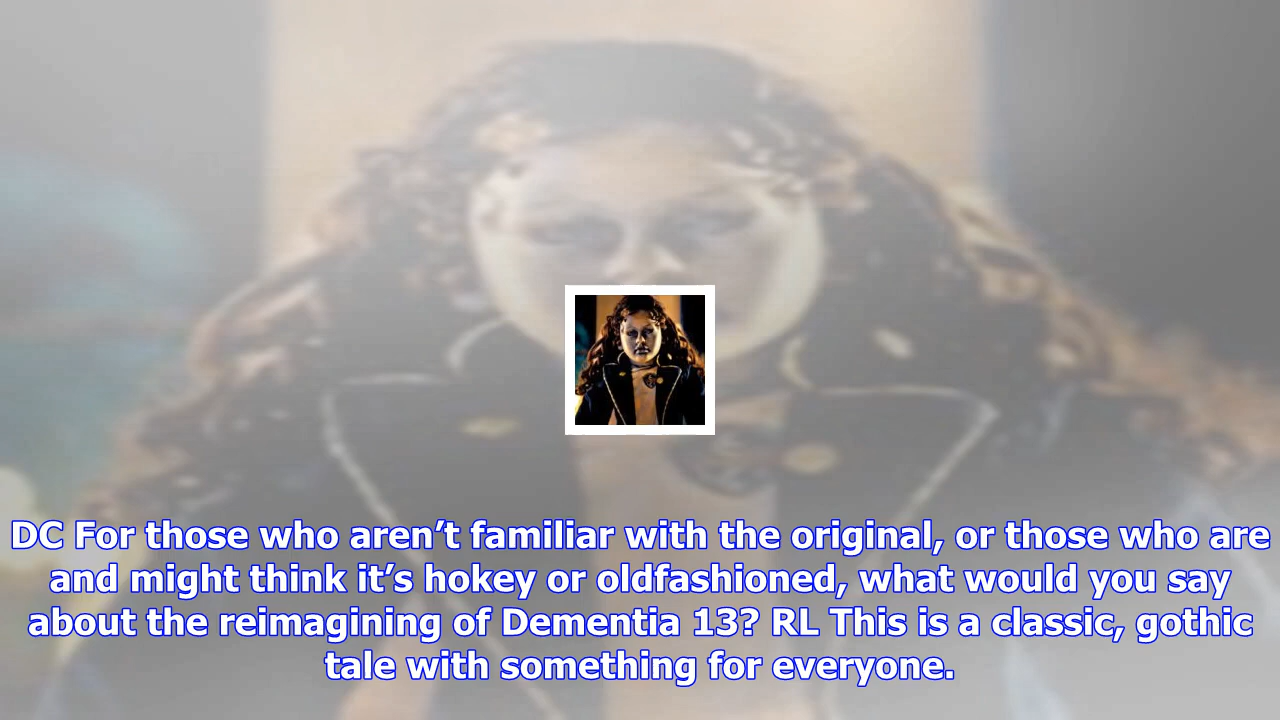 DC For those who aren’t familiar with the original, or those who are
and might think it’s hokey or oldfashioned, what would you say
about the reimagining of Dementia 13? RL This is a classic, gothic
tale with something for everyone.